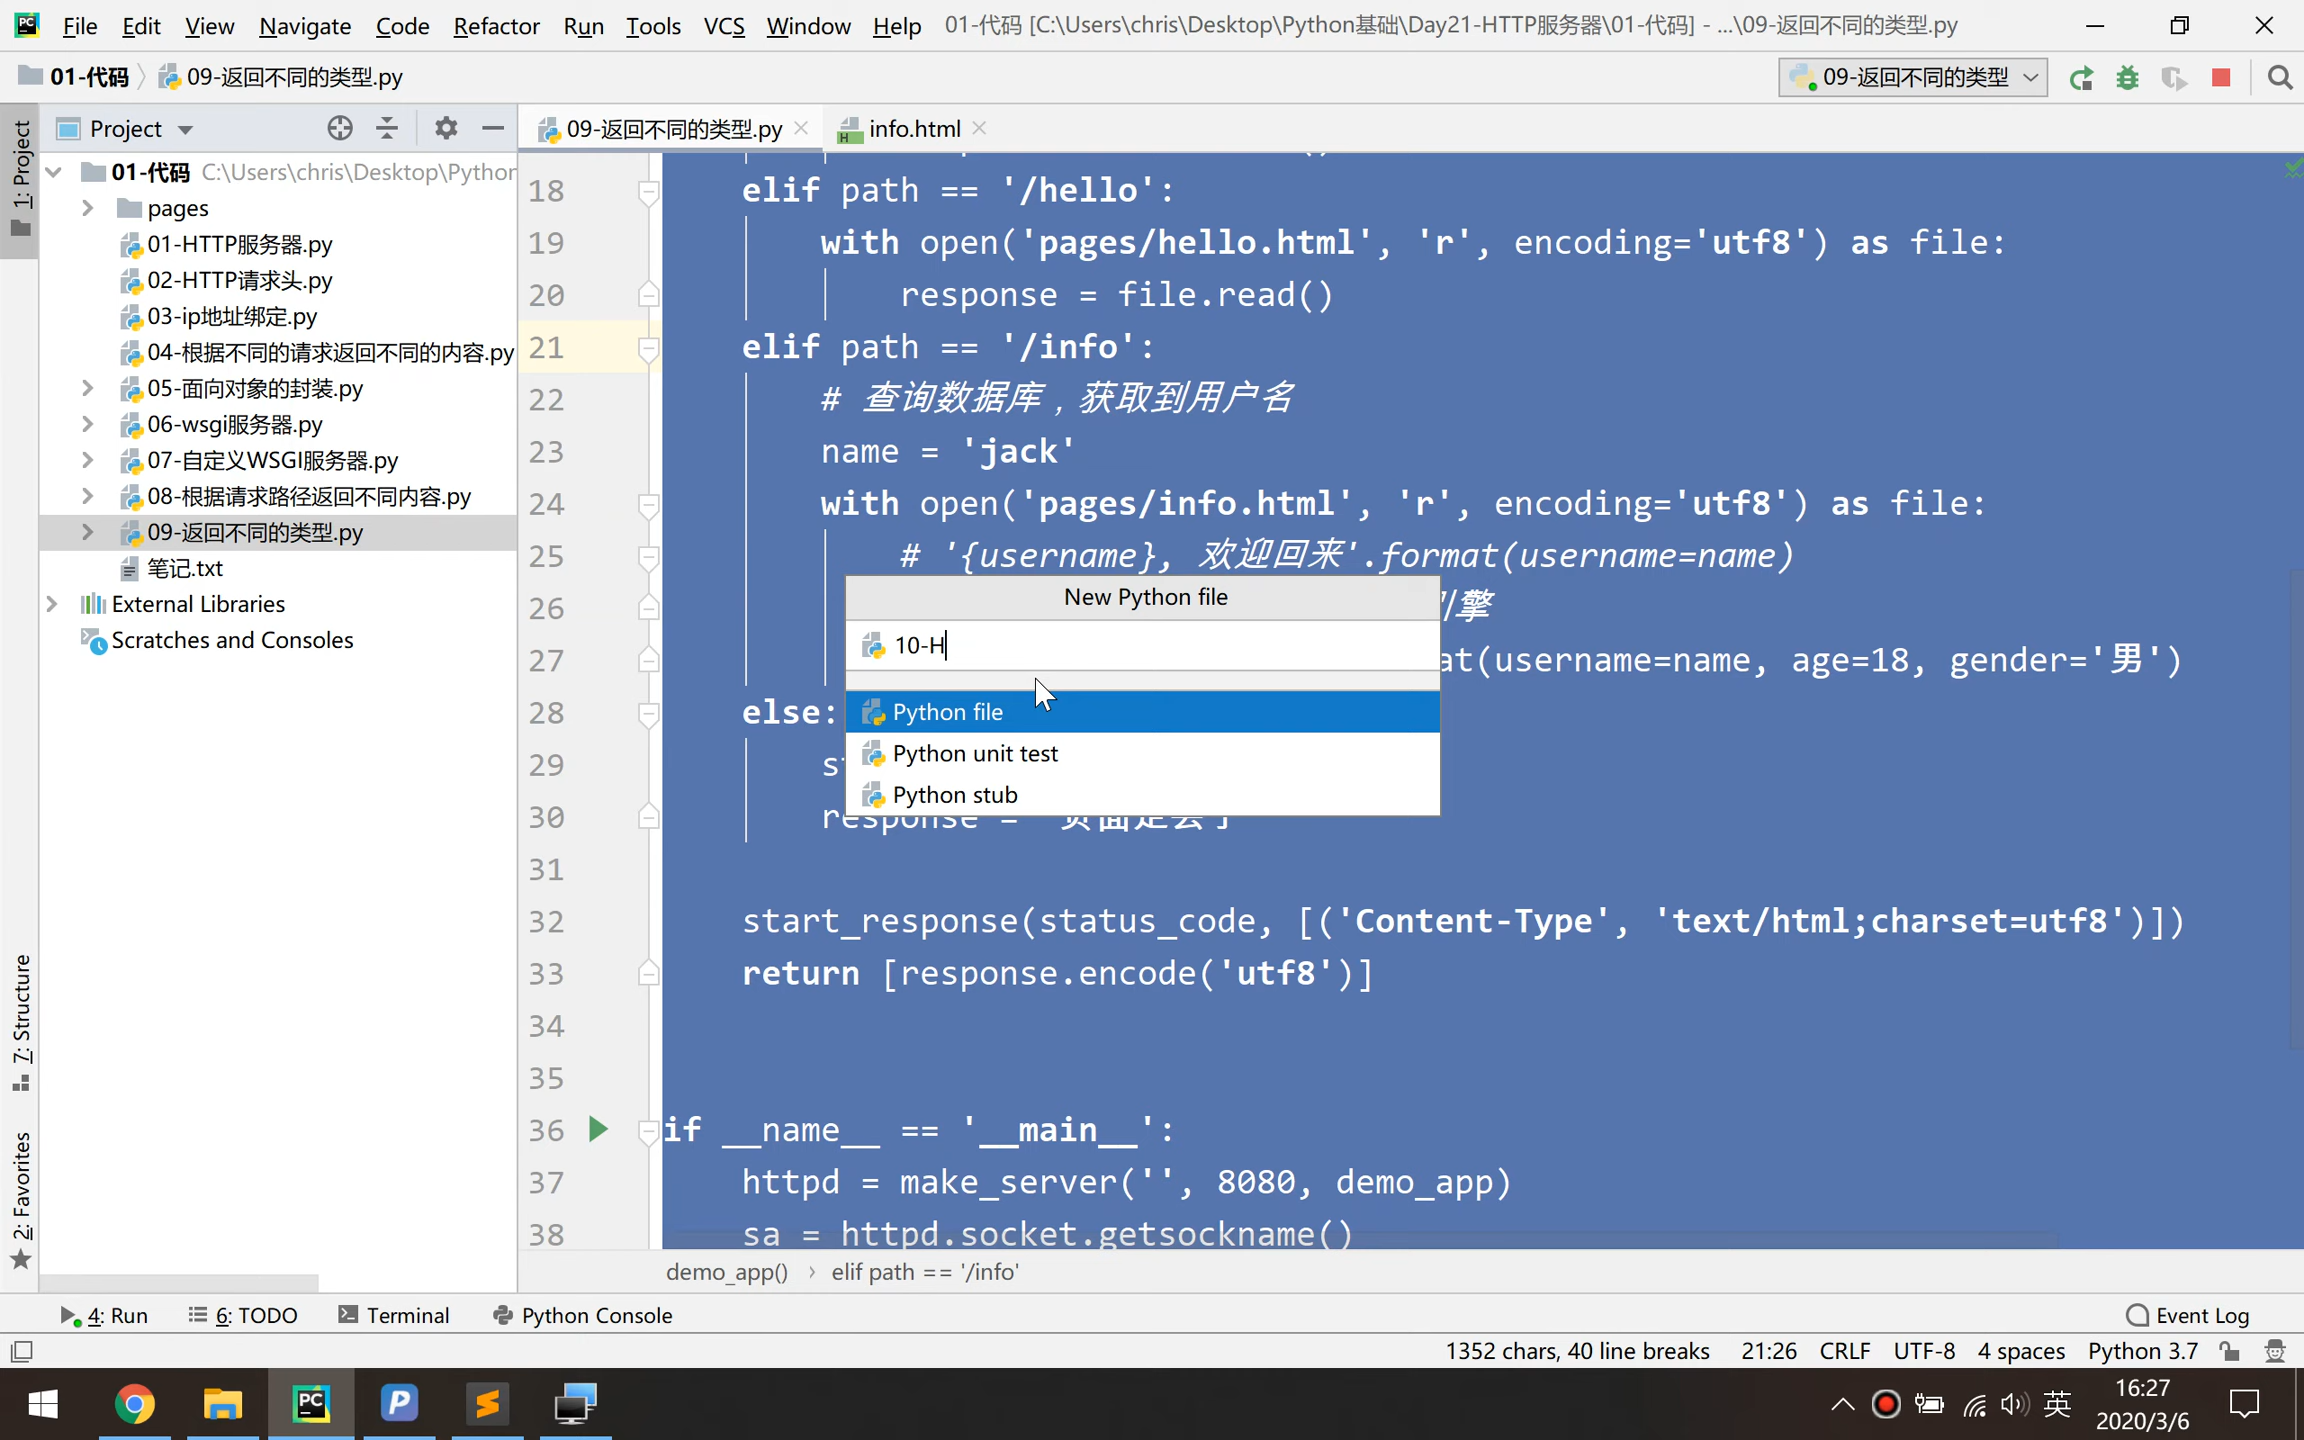 File Edit View Navigate Code Refactor Run Tools VCS Window Help 01-代码 [C:\Users\chris\Desktop\Python基础\Day21-HTTP服务器\01-代码] - ...\09-返回不同的类型.py
01-代码 09-返回不同的类型.py
09-返回不同的类型
Project
09-返回不同的类型.py
info.html
1: Project
7: Structure
2: Favorites
01-代码 C:\Users\chris\Desktop\Python
pages
01-HTTP服务器.py
02-HTTP请求头.py
03-ip地址绑定.py
04-根据不同的请求返回不同的内容.py
05-面向对象的封装.py
06-wsgi服务器.py
07-自定义WSGI服务器.py
08-根据请求路径返回不同内容.py
09-返回不同的类型.py
笔记.txt
External Libraries
Scratches and Consoles
18 elif path == '/hello':
19 with open('pages/hello.html', 'r', encoding='utf8') as file:
20 response = file.read()
21 elif path == '/info':
22 # 查询数据库，获取到用户名
23 name = 'jack'
24 with open('pages/info.html', 'r', encoding='utf8') as file:
25 # '{username}, 欢迎回来'.format(username=name)
26 擎
27 at(username=name, age=18, gender='男')
28 else:
29
30 response =
31
32 start_response(status_code, [('Content-Type', 'text/html;charset=utf8')])
33 return [response.encode('utf8')]
34
35
36 if __name__ == '__main__':
37 httpd = make_server('', 8080, demo_app)
38 sa = httpd.socket.getsockname()
New Python file
10-H
Python file
Python unit test
Python stub
demo_app() › elif path == '/info'
4: Run 6: TODO Terminal Python Console Event Log
1352 chars, 40 line breaks 21:26 CRLF UTF-8 4 spaces Python 3.7
英
16:27
2020/3/6